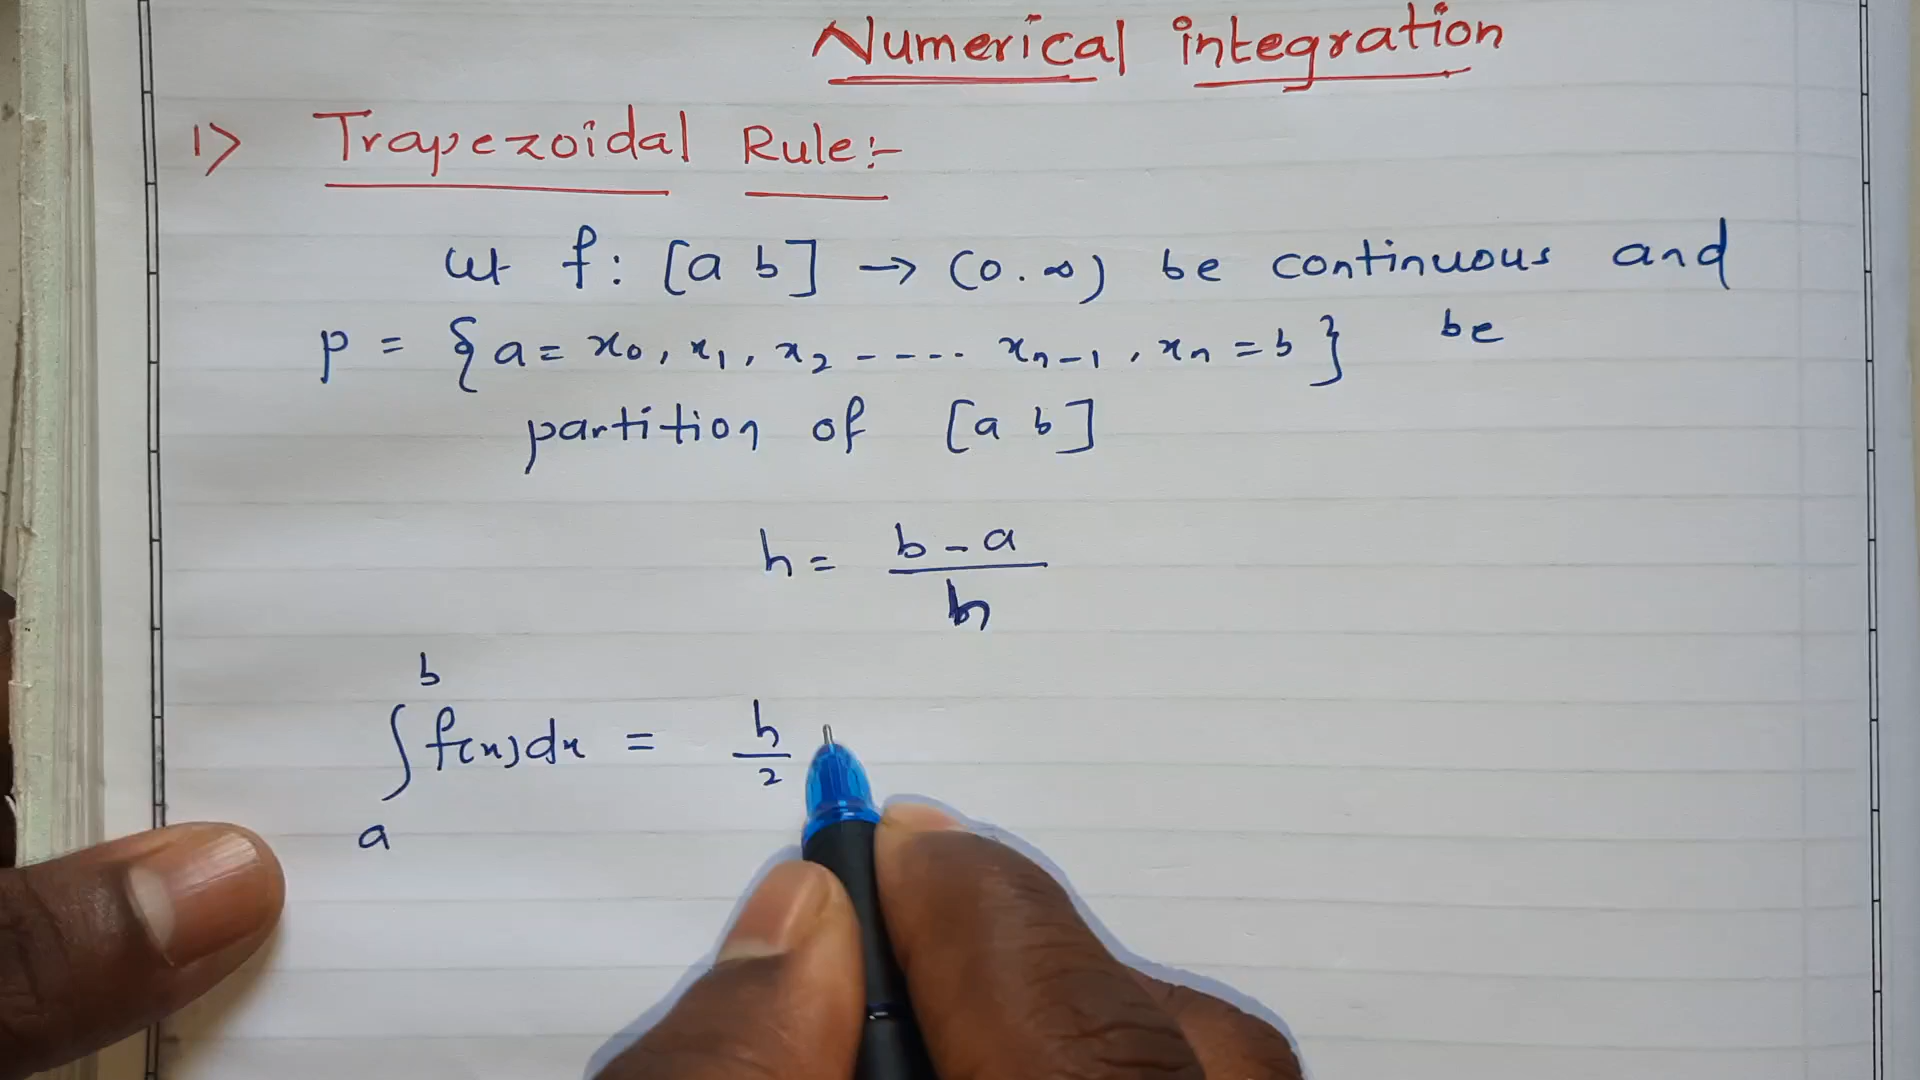 Numerical integration
1) Trapezoidal Rule:-
Let f: [a b] → (0. ∞) be continuous and
p = {a = x₀, x₁, x₂ ----- xₙ₋₁, xₙ = b} be
partition of [a b]
h = (b - a)/n
∫ₐᵇ f(x)dx = h/2